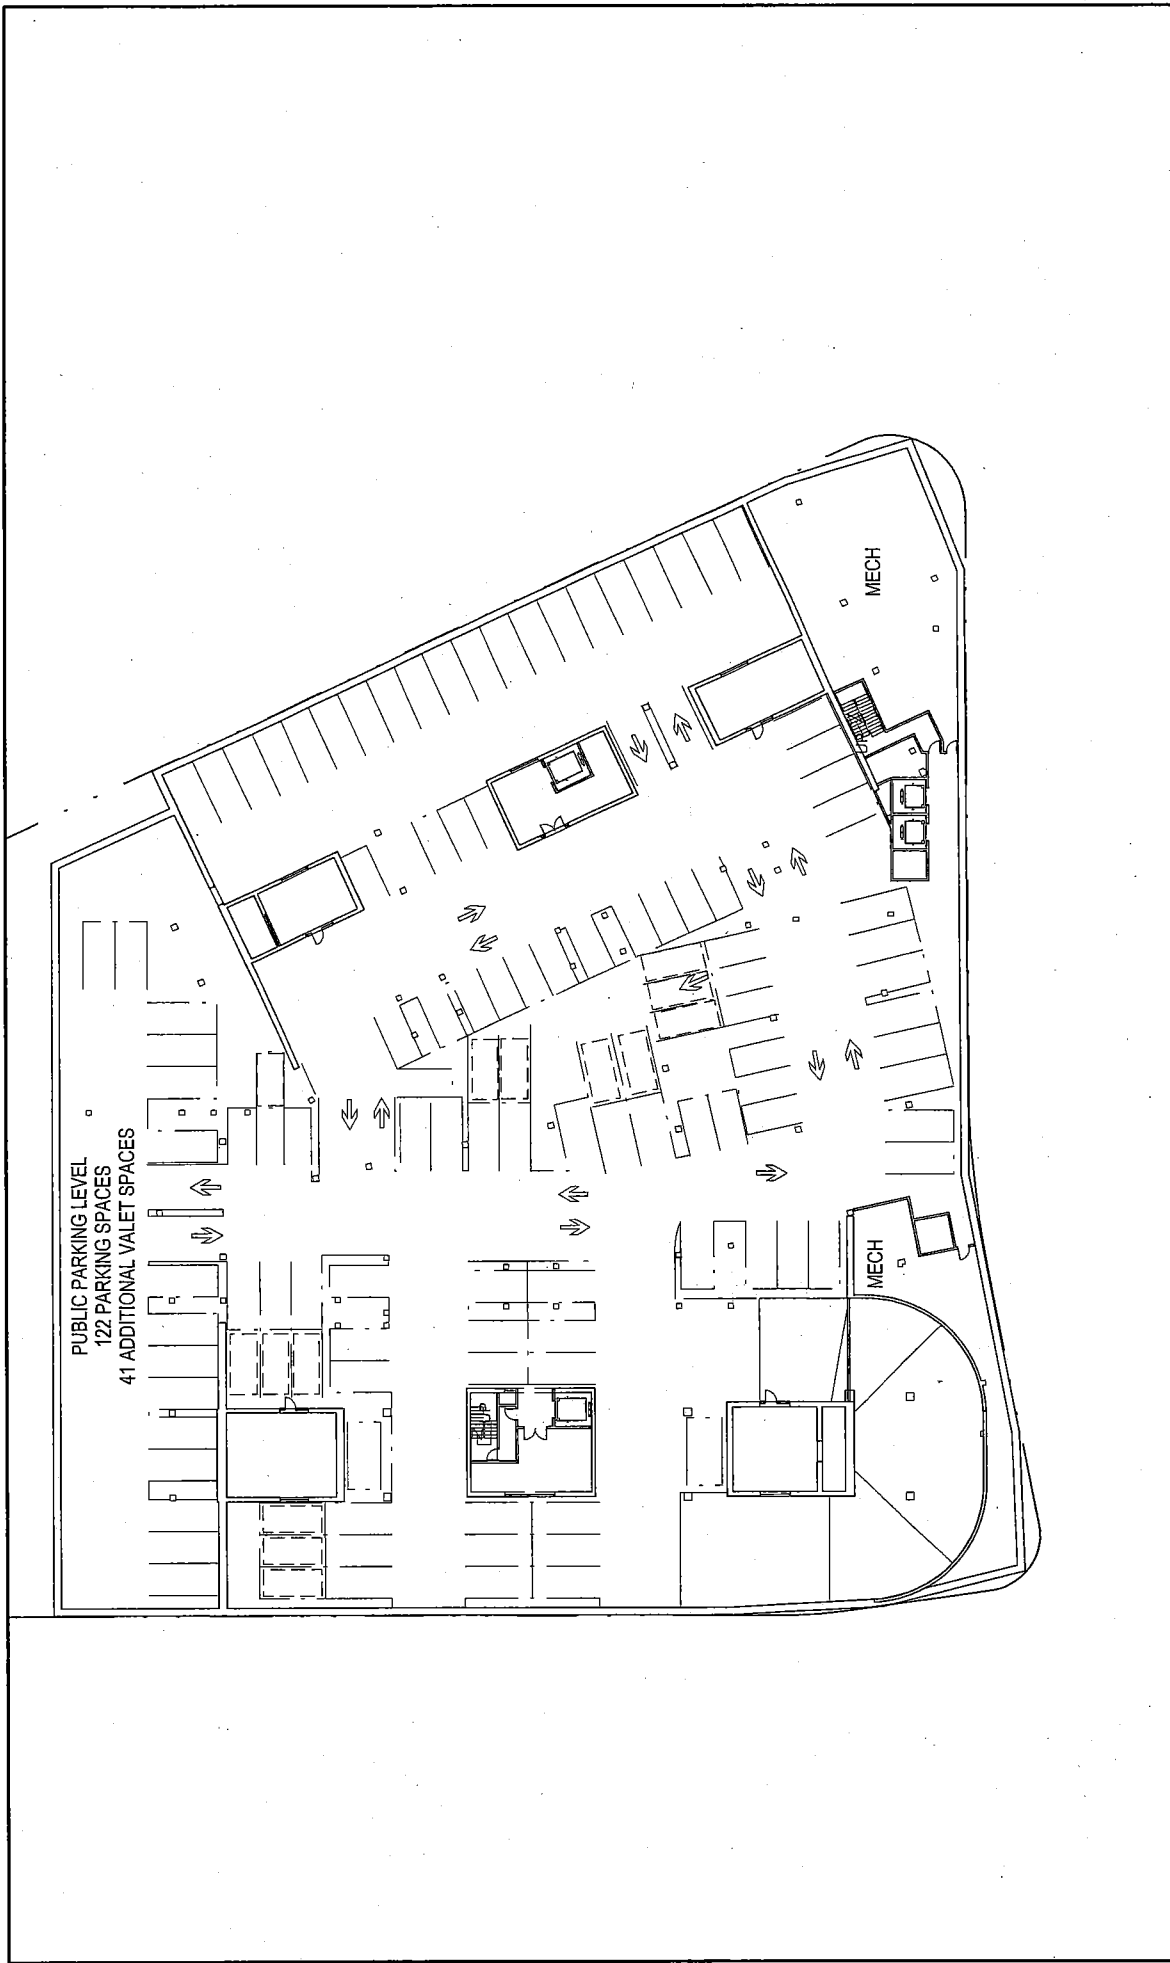 PUBLIC PARKING LEVEL
122 PARKING SPACES
41 ADDITIONAL VALET SPACES
MECH
MECH